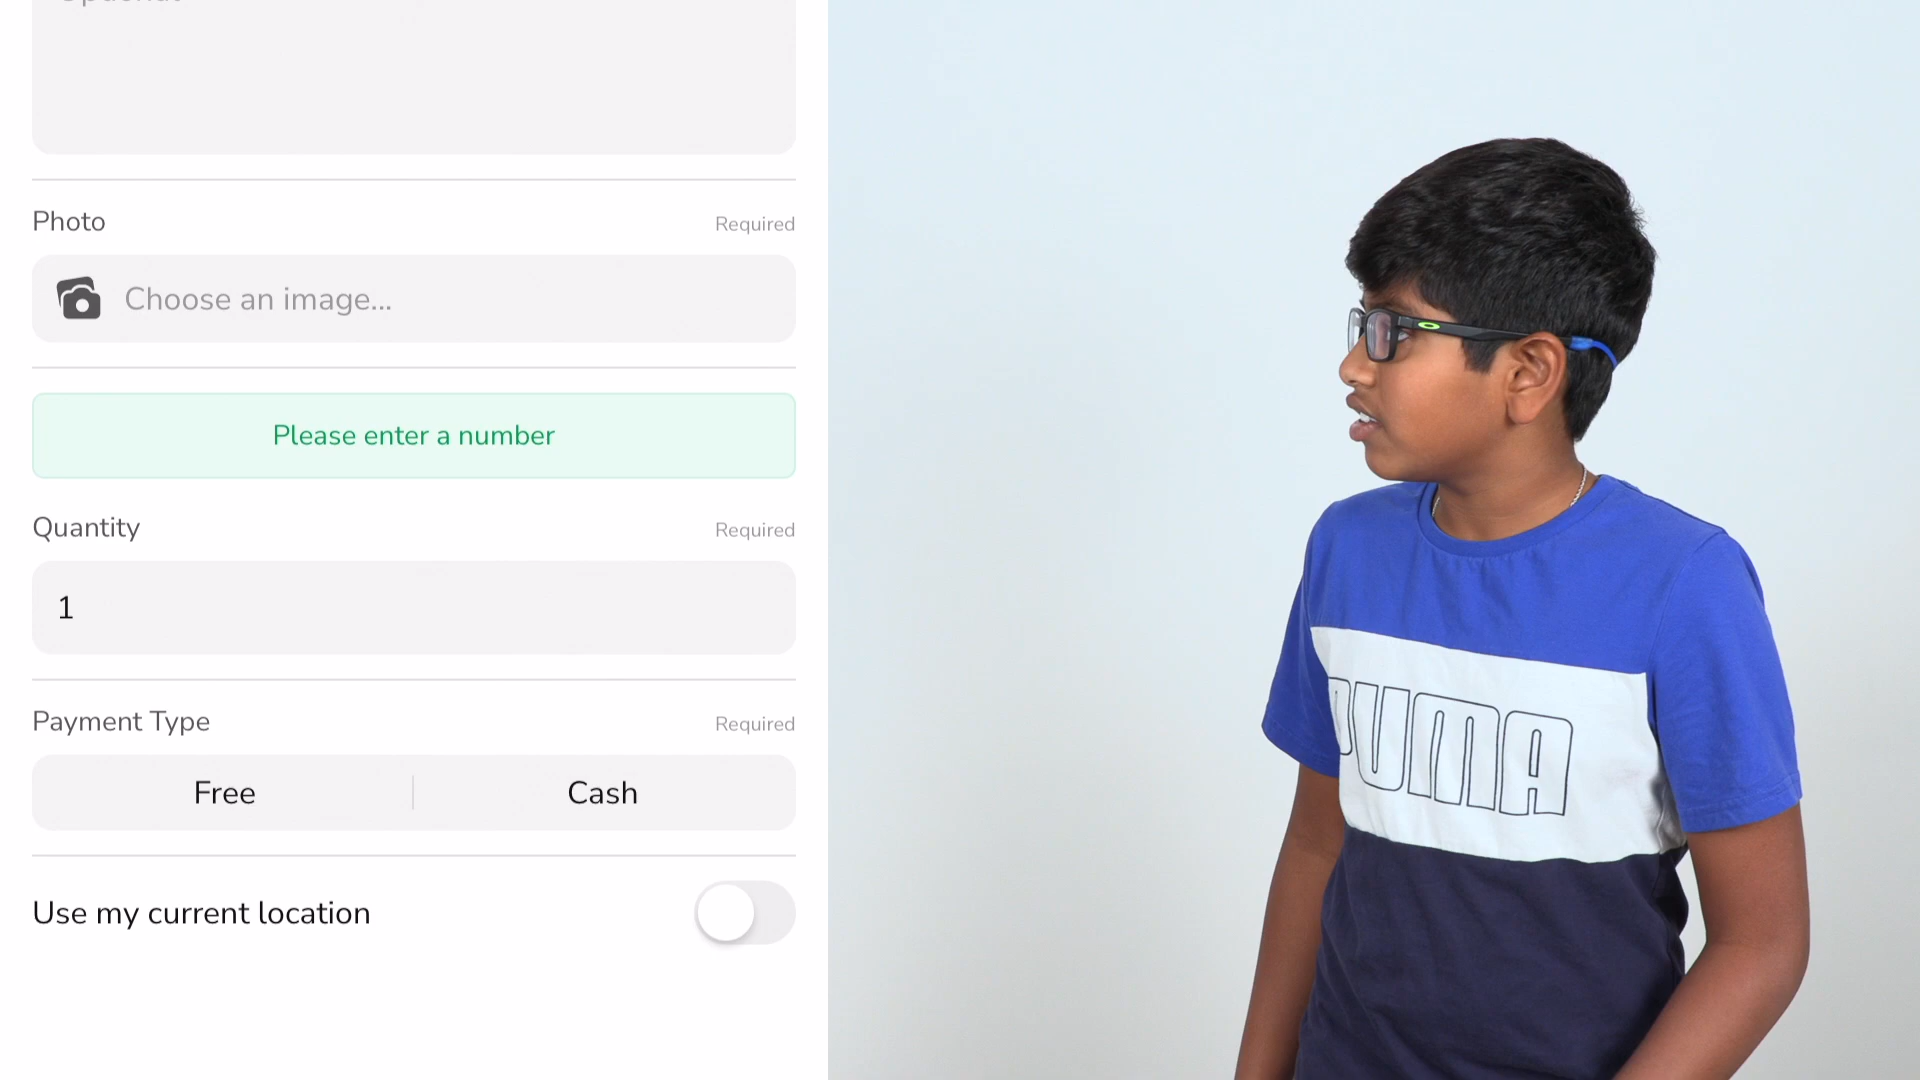 Photo
Required
Choose an image...
Please enter a number
Quantity
Required
1
Payment Type
Required
Free
Cash
Use my current location
PUMA